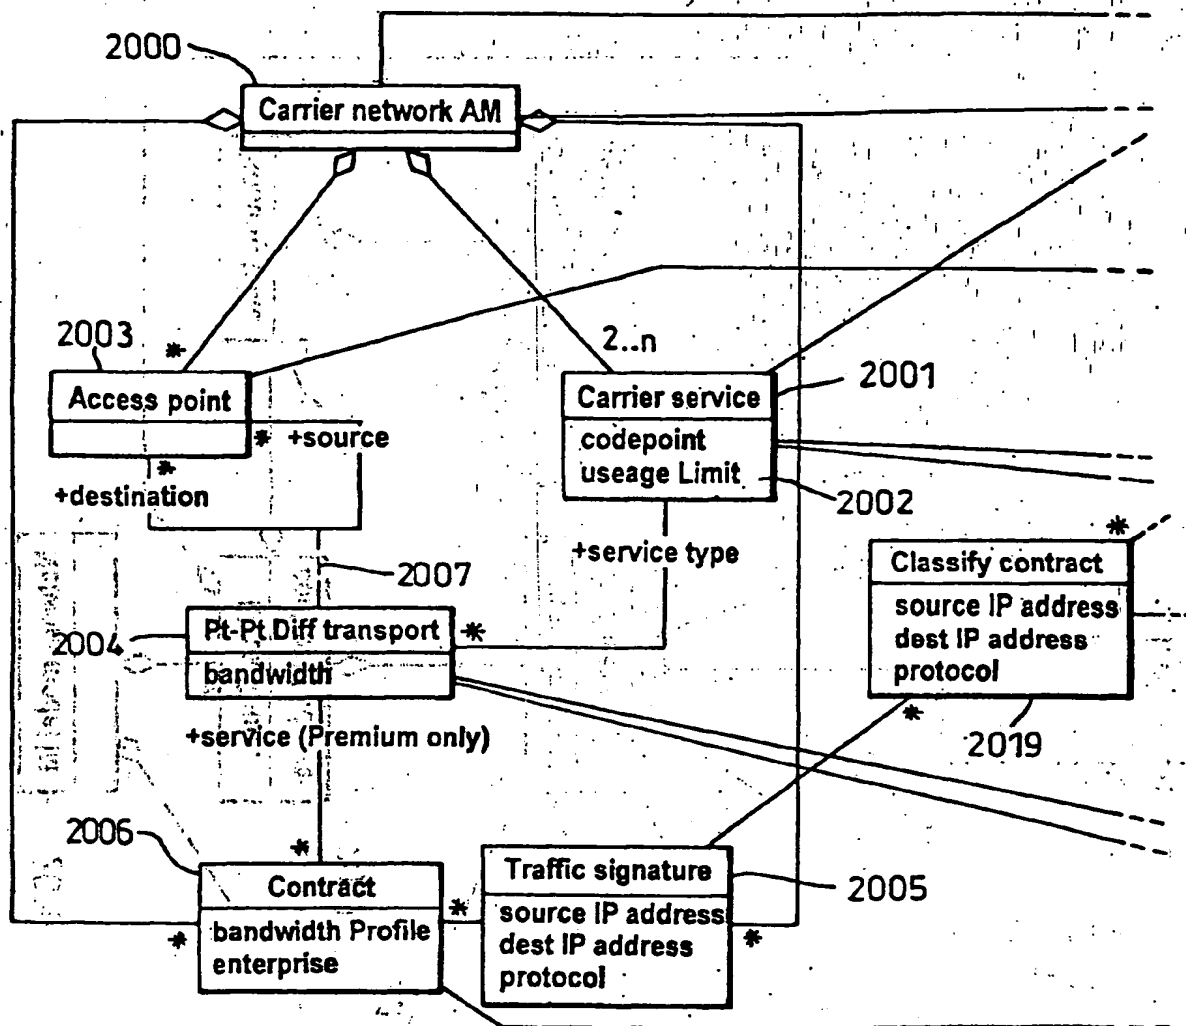 2000
Carrier network AM
2003
*
2..n
2001
Access point
Carrier service
* +source
codepoint
*
useage Limit
+destination
2002
*
+service type
Classify contract
2007
source IP address
dest IP address
protocol
2004
Pt-Pt Diff transport
*
bandwidth
*
+service (Premium only)
2019
2006
*
Traffic signature
Contract
2005
*
source IP address
*
bandwidth Profile
dest IP address
*
enterprise
protocol